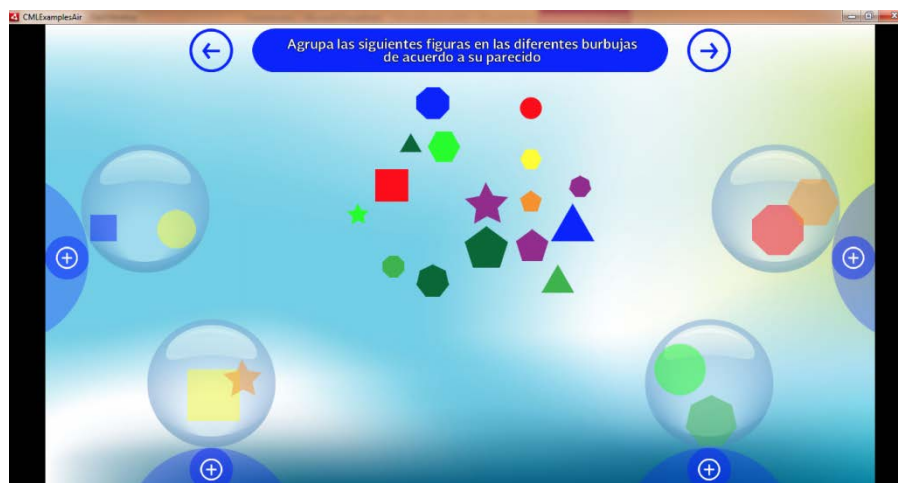 CMLExamplesAir
Agrupa las siguientes figuras en las diferentes burbujas
de acuerdo a su parecido